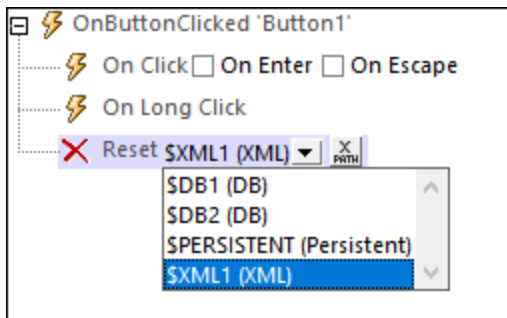 OnButtonClicked 'Button1'
On Click On Enter On Escape
On Long Click
Reset $XML1 (XML) X PATH
$DB1 (DB)
$DB2 (DB)
$PERSISTENT (Persistent)
$XML1 (XML)